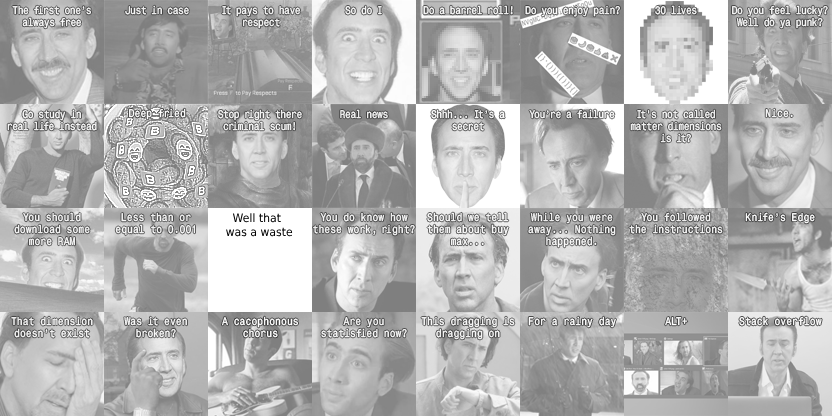 The first one's
always free
Just in case
It pays to have
respect
Press F to Pay Respects
F
So do I
Do a barrel roll!
Do you enjoy pain?
30 lives
Do you feel lucky?
Well do ya punk?
Go study in
real life instead
Deep fried
B
B
B
B
B
Stop right there
criminal scum!
Real news
Shhh... It's a
secret
You're a failure
It's not called
matter dimensions
is it?
Nice.
You should
download some
more RAM
Less than or
equal to 0.001
Well that
was a waste
You do know how
these work, right?
Should we tell
them about buy
max...
While you were
away... Nothing
happened.
You followed
the instructions
Knife's Edge
That dimension
doesn't exist
Was it even
broken?
A cacophonous
chorus
Are you
statisfied now?
This dragging is
dragging on
For a rainy day
ALT+
Stack overflow